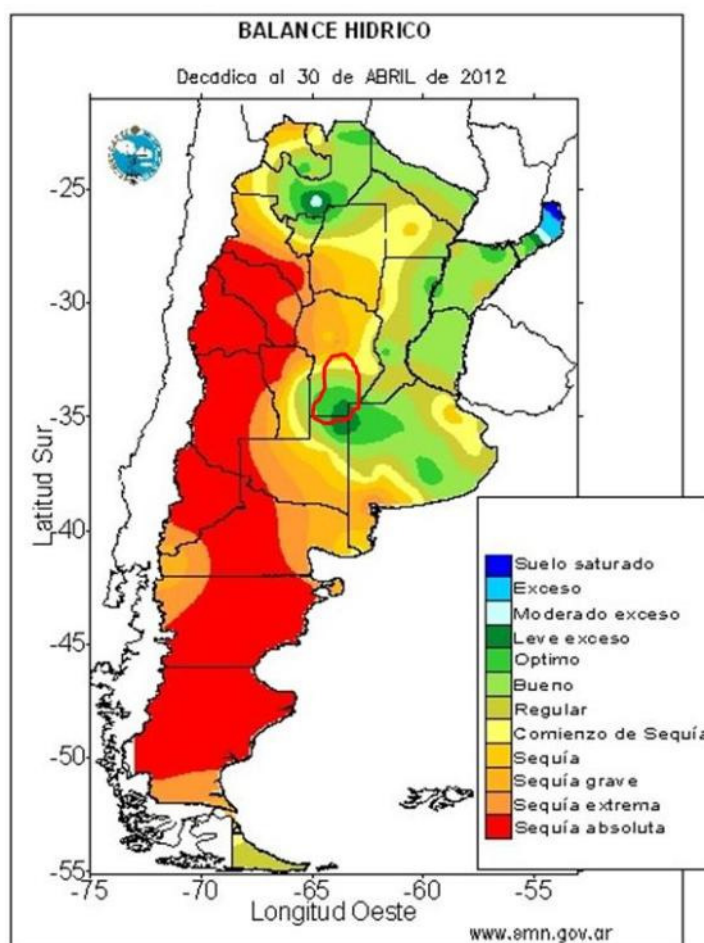 BALANCE HIDRICO
Decádica al 30 de ABRIL de 2012
-25
-30
-35
-40
-45
-50
-55
Latitud Sur
-75 -70 -65 -60 -55
Longitud Oeste
Suelo saturado
Exceso
Moderado exceso
Leve exceso
Optimo
Bueno
Regular
Comienzo de Sequía
Sequía
Sequía grave
Sequía extrema
Sequía absoluta
www.smn.gov.ar